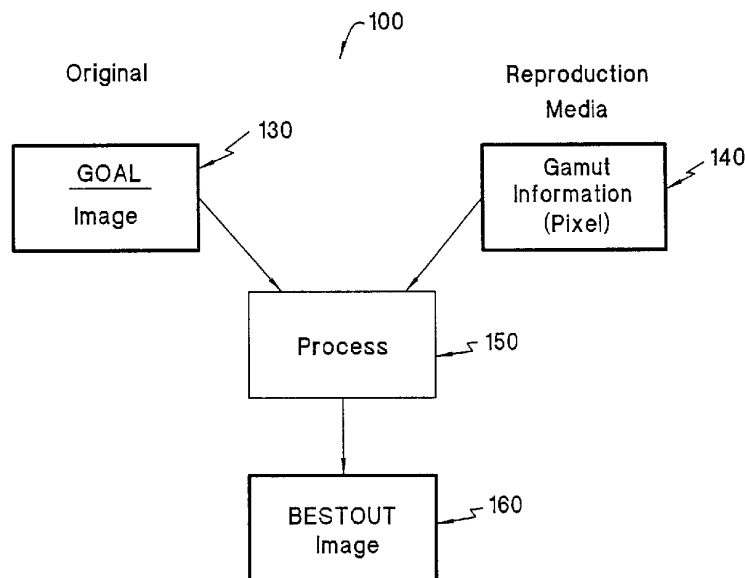 100
Original
Reproduction
Media
130
GOAL
Image
Gamut
Information
(Pixel)
140
Process
150
BESTOUT
Image
160